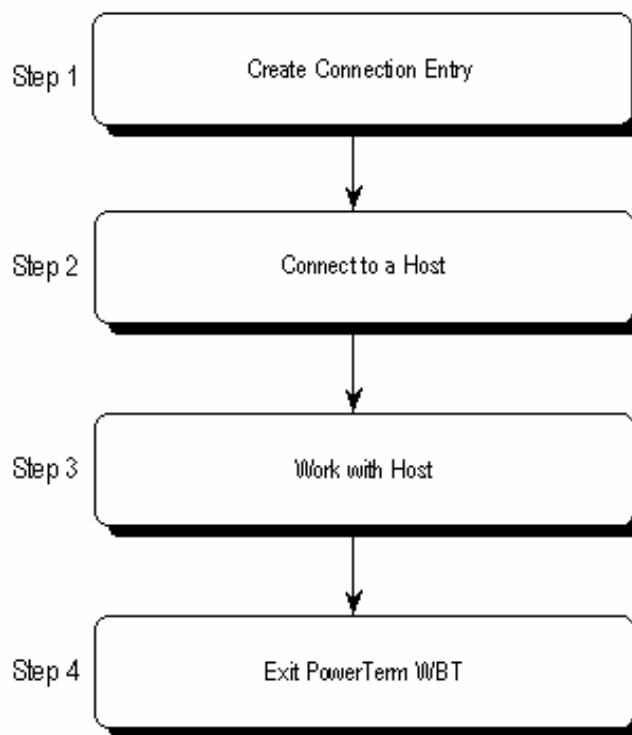 Step 1
Create Connection Entry
Step 2
Connect to a Host
Step 3
Work with Host
Step 4
Exit PowerTerm WBT